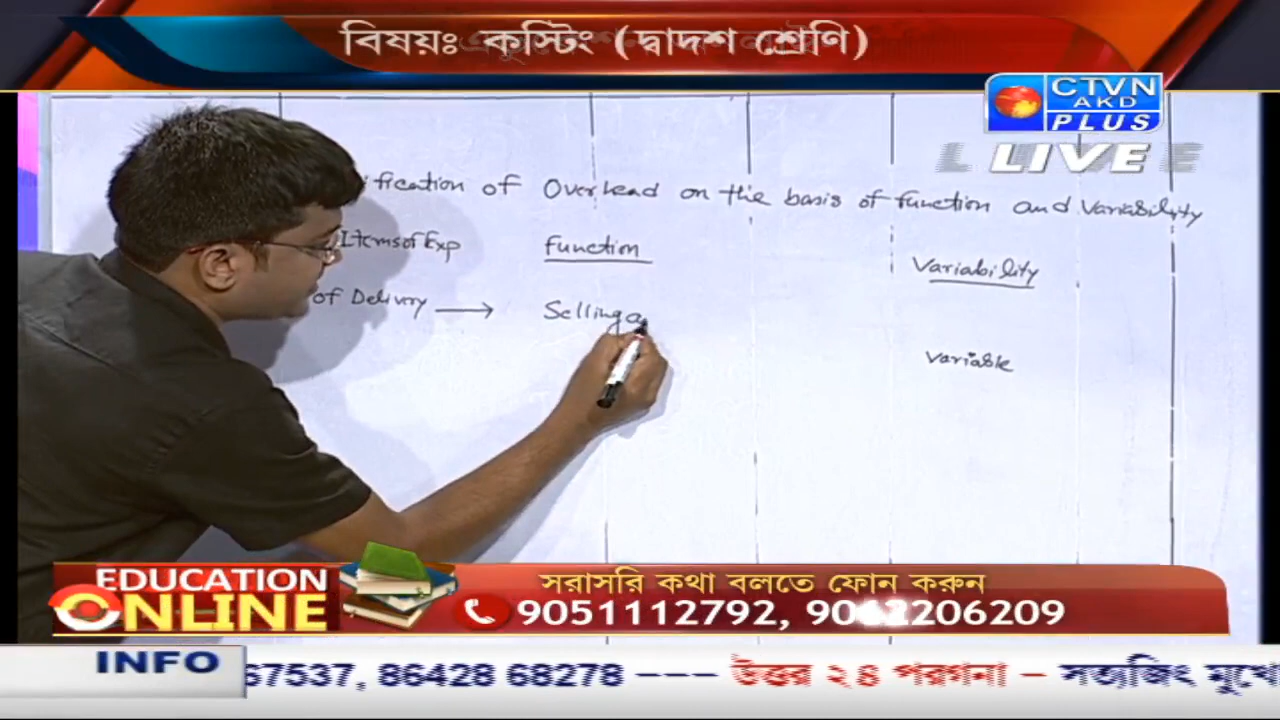 বিষয়ঃ কস্টিং (দ্বাদশ শ্রেণি)
CTVN
AKD
PLUS
LIVE
ification of Overhead on the basis of function and Variability
Items of Exp Function Variability
of Delivery → Selling a
Variable
EDUCATION
ONLINE
সরাসরি কথা বলতে ফোন করুন
9051112792, 9012206209
INFO 67537, 86428 68278 --- উত্তর ২৪ পরগনা -